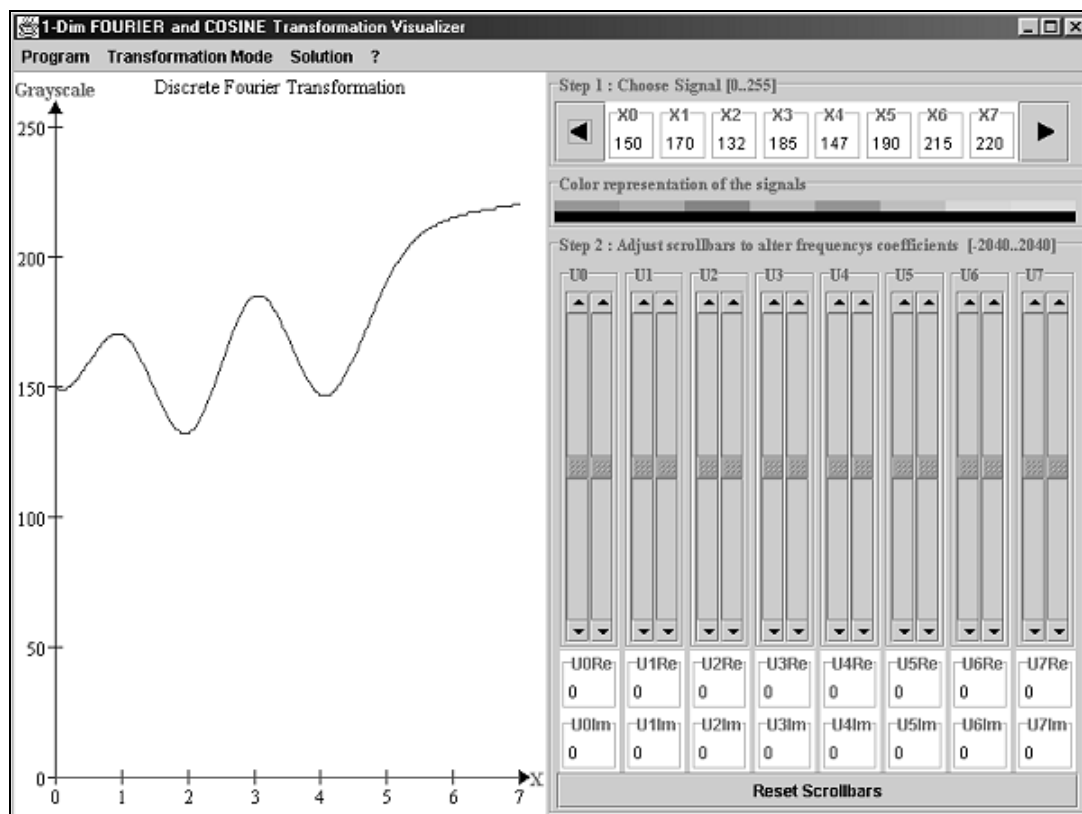 1-Dim FOURIER and COSINE Transformation Visualizer
Program Transformation Mode Solution ?
Discrete Fourier Transformation
Grayscale
250
200
150
100
50
0
X
0 1 2 3 4 5 6 7
Step 1 : Choose Signal [0..255]
X0 X1 X2 X3 X4 X5 X6 X7
150 170 132 185 147 190 215 220
Color representation of the signals
Step 2 : Adjust scrollbars to alter frequencys coefficients [-2040..2040]
U0 U1 U2 U3 U4 U5 U6 U7
U0Re U1Re U2Re U3Re U4Re U5Re U6Re U7Re
0 0 0 0 0 0 0 0
U0Im U1Im U2Im U3Im U4Im U5Im U6Im U7Im
0 0 0 0 0 0 0 0
Reset Scrollbars